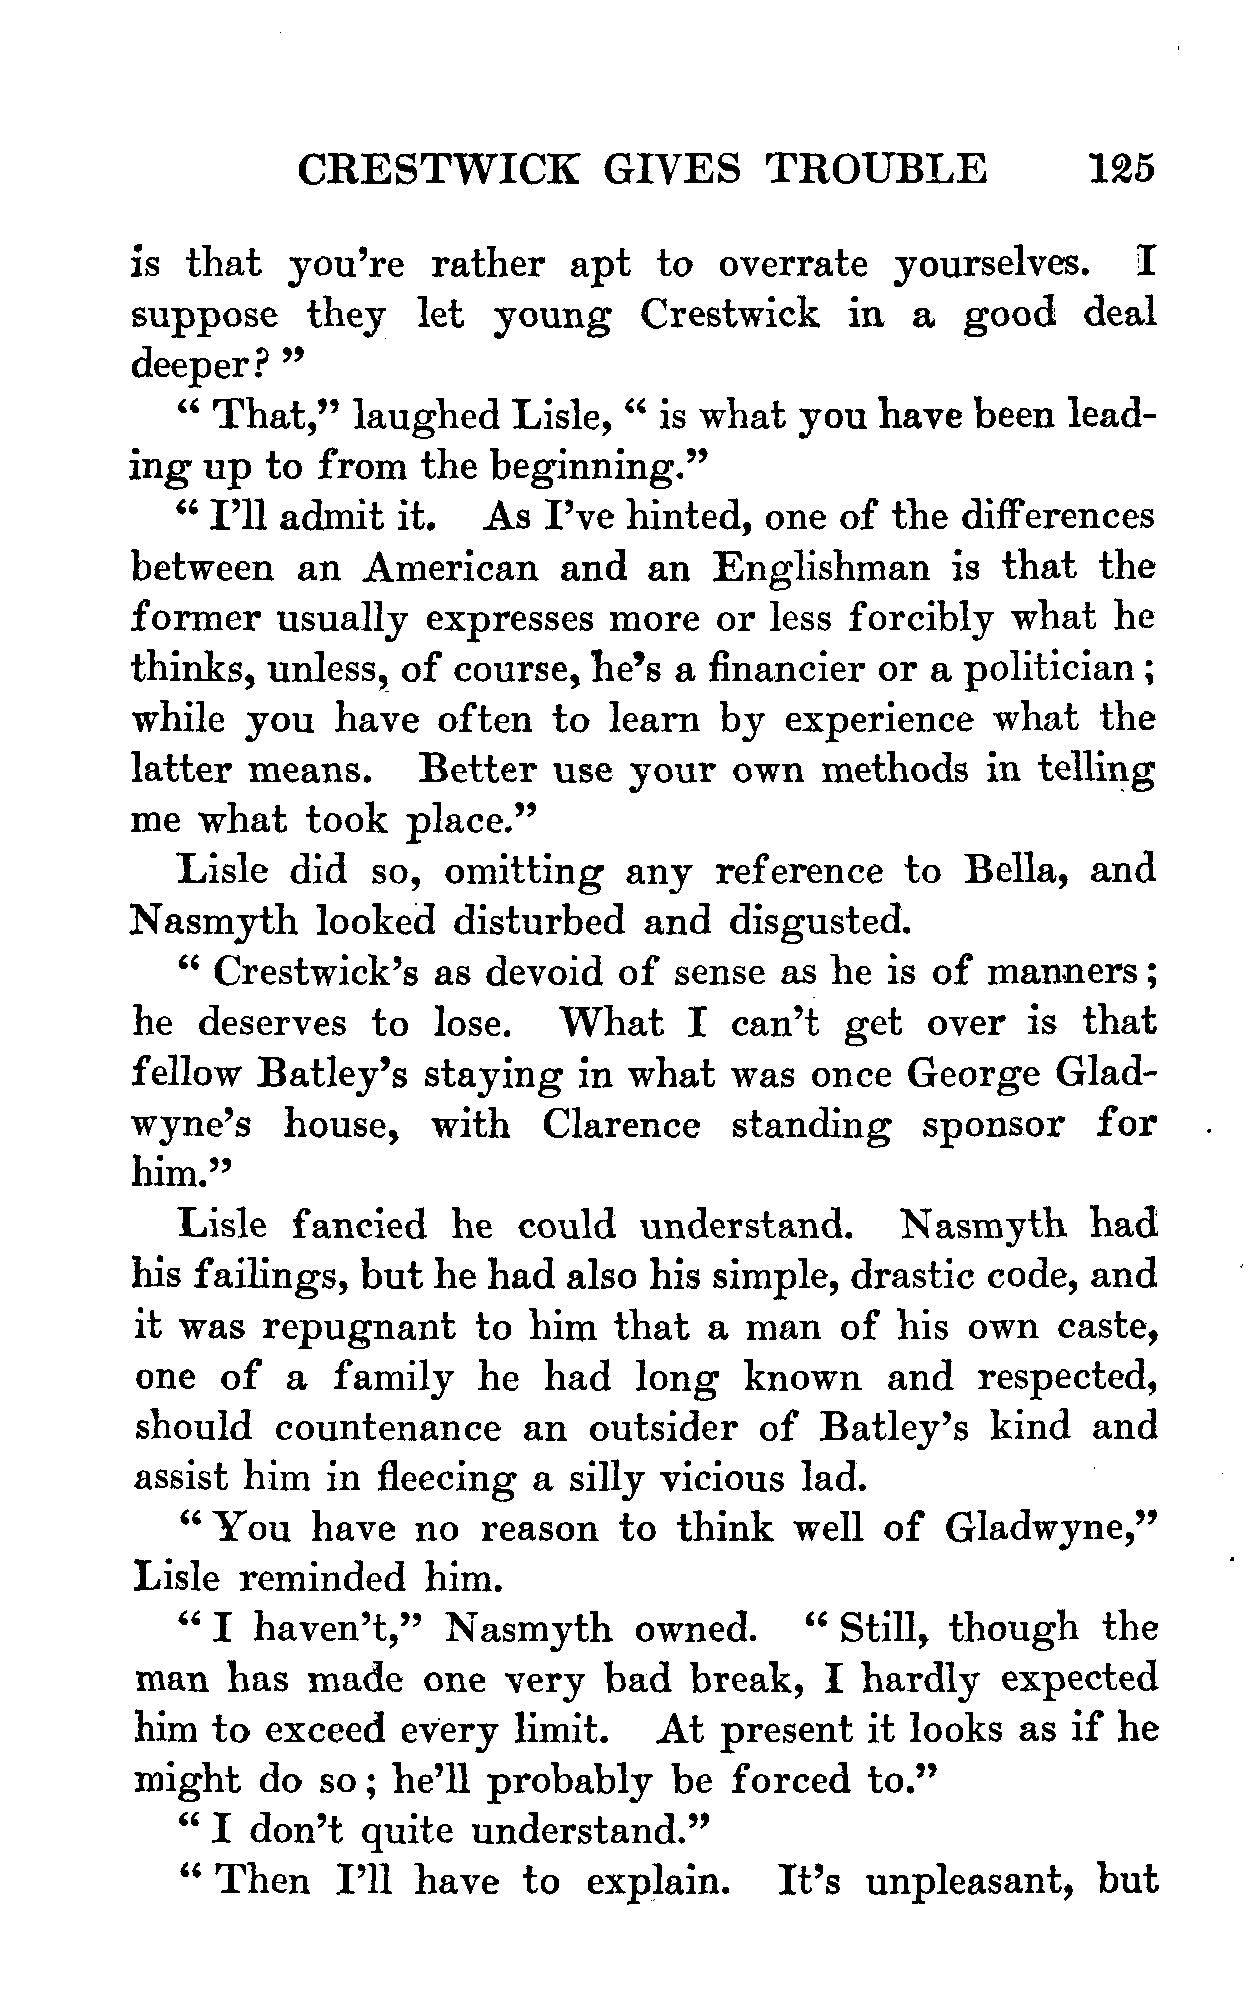 CRESTWICK GIVES TROUBLE 125
is that you're rather apt to overrate yourselves. I
suppose they let young Crestwick in a good deal
deeper?"
"That," laughed Lisle, "is what you have been lead-
ing up to from the beginning."
"I'll admit it. As I've hinted, one of the differences
between an American and an Englishman is that the
former usually expresses more or less forcibly what he
thinks, unless, of course, he's a financier or a politician;
while you have often to learn by experience what the
latter means. Better use your own methods in telling
me what took place."
Lisle did so, omitting any reference to Bella, and
Nasmyth looked disturbed and disgusted.
"Crestwick's as devoid of sense as he is of manners;
he deserves to lose. What I can't get over is that
fellow Batley's staying in what was once George Glad-
wyne's house, with Clarence standing sponsor for
him."
Lisle fancied he could understand. Nasmyth had
his failings, but he had also his simple, drastic code, and
it was repugnant to him that a man of his own caste,
one of a family he had long known and respected,
should countenance an outsider of Batley's kind and
assist him in fleecing a silly vicious lad.
"You have no reason to think well of Gladwyne,"
Lisle reminded him.
"I haven't," Nasmyth owned. "Still, though the
man has made one very bad break, I hardly expected
him to exceed every limit. At present it looks as if he
might do so; he'll probably be forced to."
"I don't quite understand."
"Then I'll have to explain. It's unpleasant, but